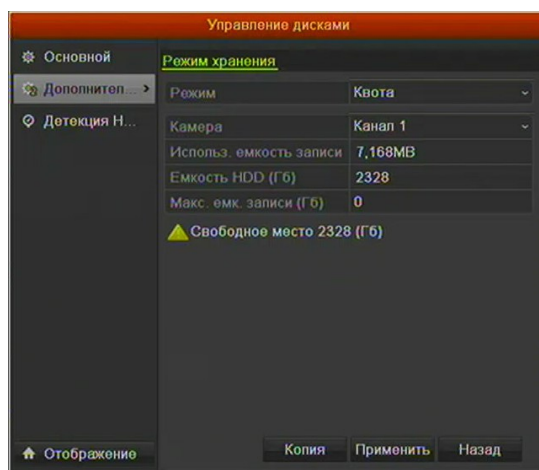 Управление дисками
Основной
Дополнител...
Детекция Н...
Отображение
Режим хранения
Режим Квота
Камера Канал 1
Использ. емкость записи 7,168MB
Емкость HDD (Гб) 2328
Макс. емк. записи (Гб) 0
Свободное место 2328 (Гб)
Копия Применить Назад